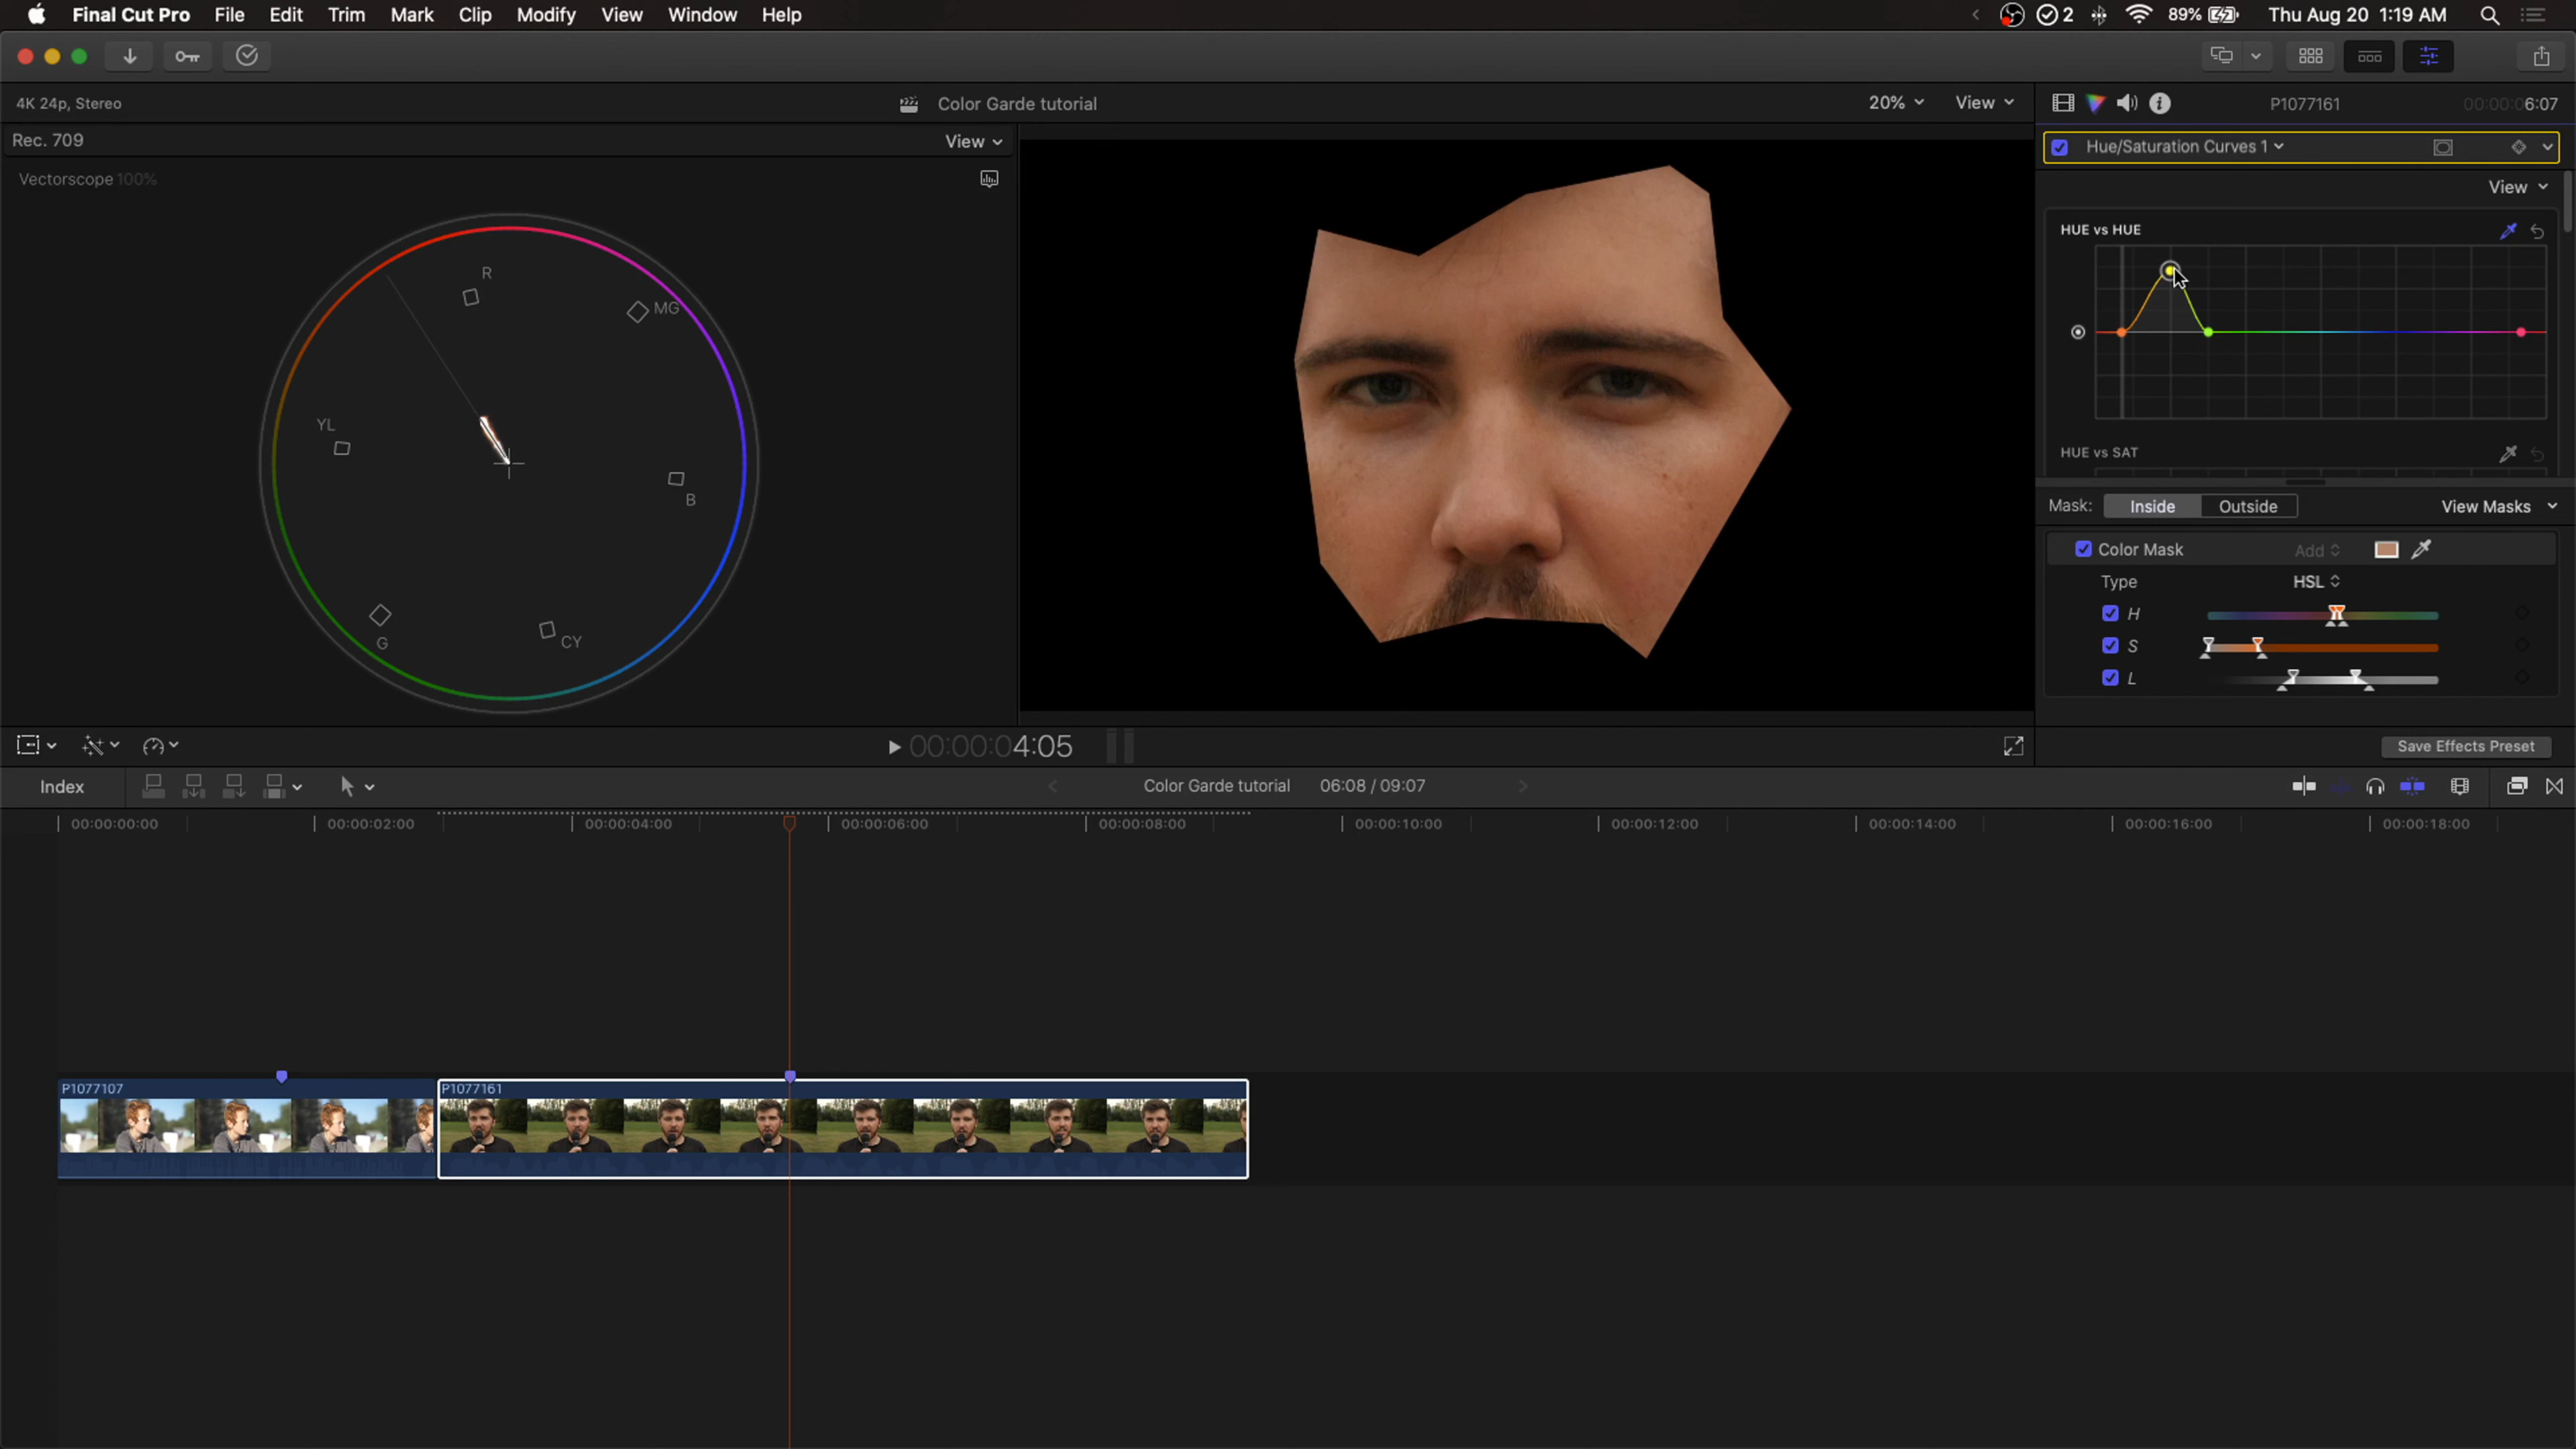 Final Cut Pro File Edit Trim Mark Clip Modify View Window Help 2 89% Thu Aug 20 1:19 AM
4K 24p, Stereo Color Garde tutorial 20% View P1077161 00:00:06:07
Rec. 709 View Hue/Saturation Curves 1
Vectorscope 100% View
HUE vs HUE
R
MG
YL
B
G
CY
HUE vs SAT
Mask: Inside Outside View Masks
Color Mask Add
Type HSL
H
S
L
00:00:04:05 Save Effects Preset
Index Color Garde tutorial 06:08 / 09:07
00:00:00:00 00:00:02:00 00:00:04:00 00:00:06:00 00:00:08:00 00:00:10:00 00:00:12:00 00:00:14:00 00:00:16:00 00:00:18:00
P1077107 P1077161